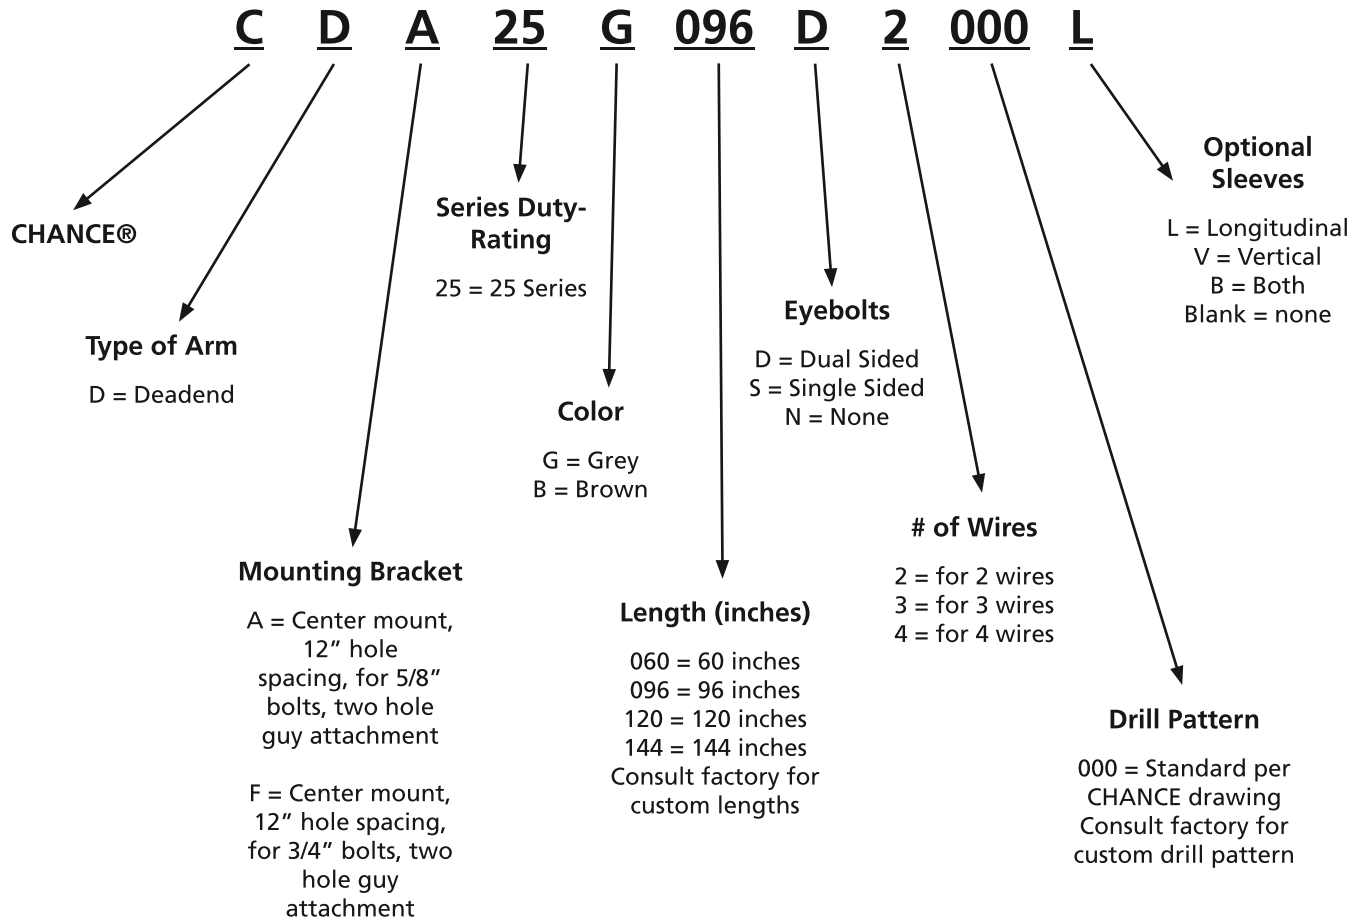 C D A 25 G 096 D 2 000 L
CHANCE®
Type of Arm
D = Deadend
Mounting Bracket
A = Center mount,
12” hole
spacing, for 5/8”
bolts, two hole
guy attachment
F = Center mount,
12” hole spacing,
for 3/4” bolts, two
hole guy
attachment
Series Duty-
Rating
25 = 25 Series
Color
G = Grey
B = Brown
Length (inches)
060 = 60 inches
096 = 96 inches
120 = 120 inches
144 = 144 inches
Consult factory for
custom lengths
Eyebolts
D = Dual Sided
S = Single Sided
N = None
# of Wires
2 = for 2 wires
3 = for 3 wires
4 = for 4 wires
Drill Pattern
000 = Standard per
CHANCE drawing
Consult factory for
custom drill pattern
Optional
Sleeves
L = Longitudinal
V = Vertical
B = Both
Blank = none